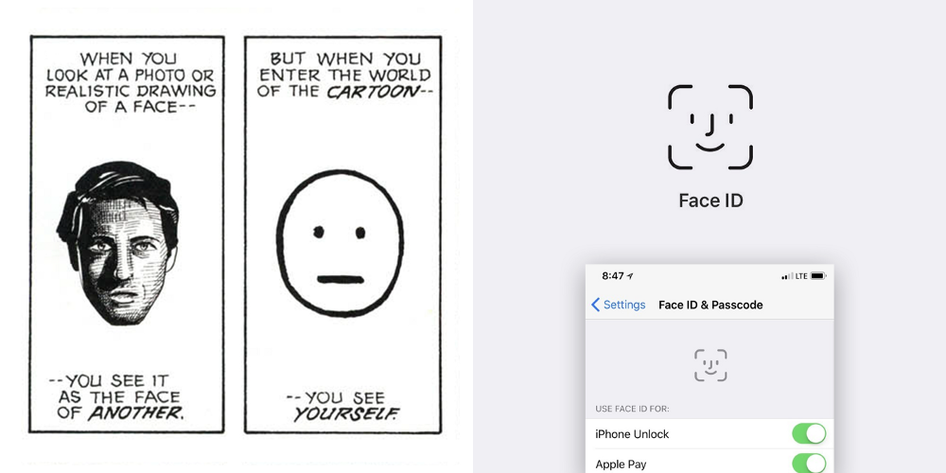 WHEN YOU
LOOK AT A PHOTO OR
REALISTIC DRAWING
OF A FACE--
--YOU SEE IT
AS THE FACE
OF ANOTHER.
BUT WHEN YOU
ENTER THE WORLD
OF THE CARTOON--
--YOU SEE
YOURSELF.
Face ID
8:47
LTE
Settings
Face ID & Passcode
USE FACE ID FOR:
iPhone Unlock
Apple Pay